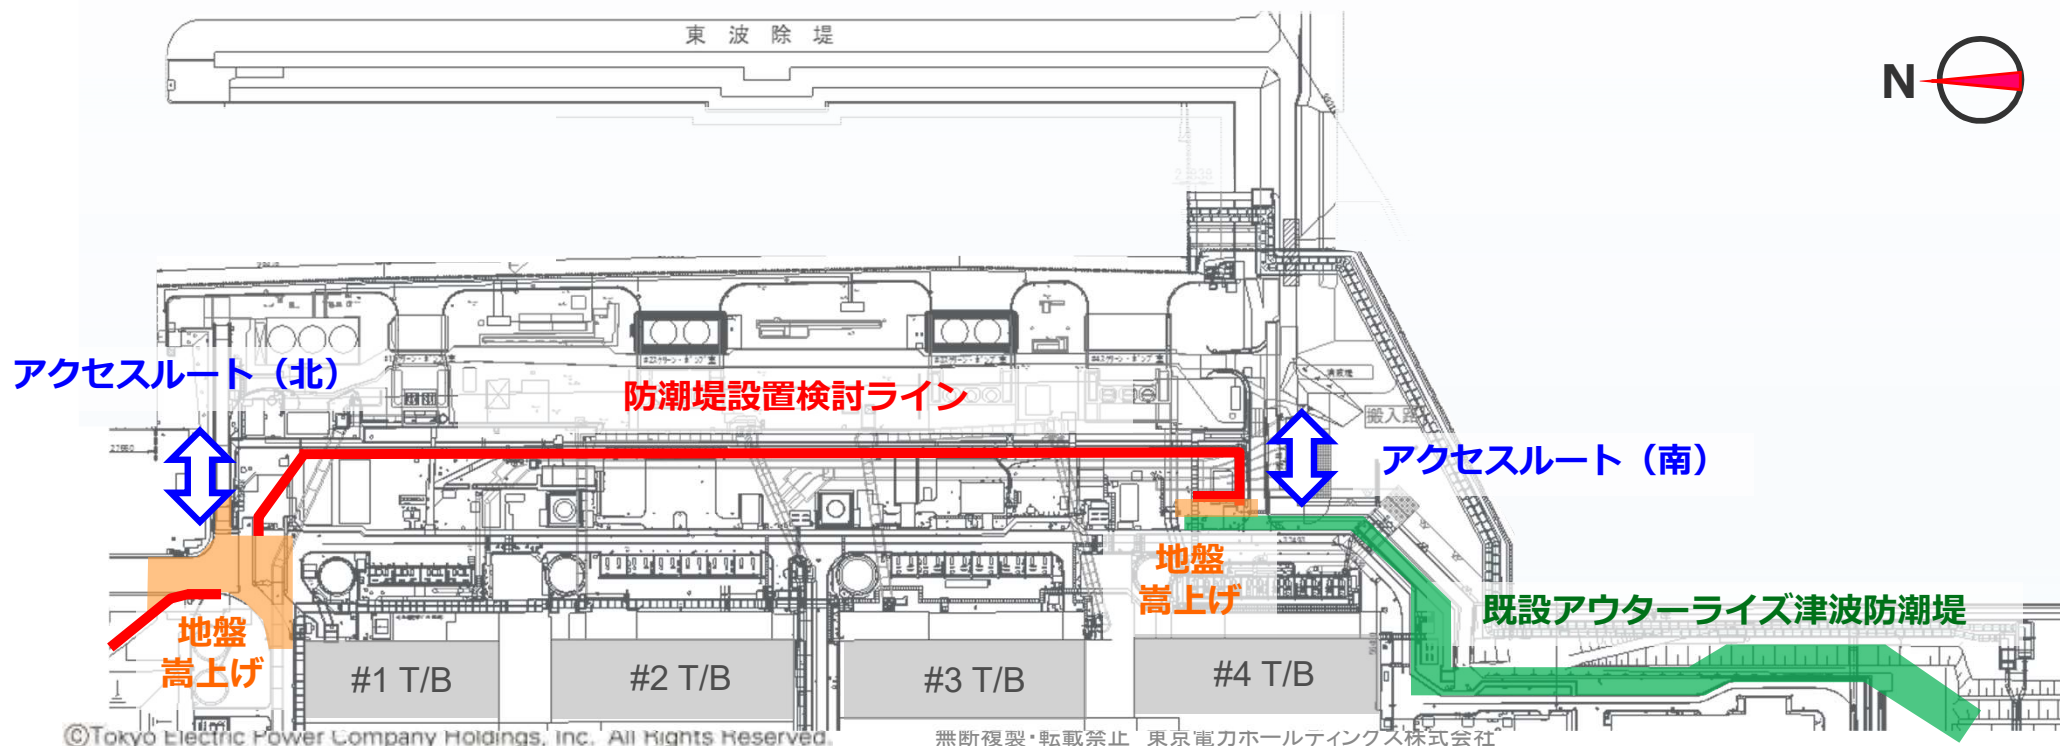 東波除堤
N
アクセスルート（北）
防潮堤設置検討ライン
搬入路
アクセスルート（南）
地盤
嵩上げ
既設アウターライズ津波防潮堤
地盤
嵩上げ
#1 T/B
#2 T/B
#3 T/B
#4 T/B
©Tokyo Electric Power Company Holdings, Inc. All Rights Reserved.
無断複製・転載禁止 東京電力ホールディングス株式会社